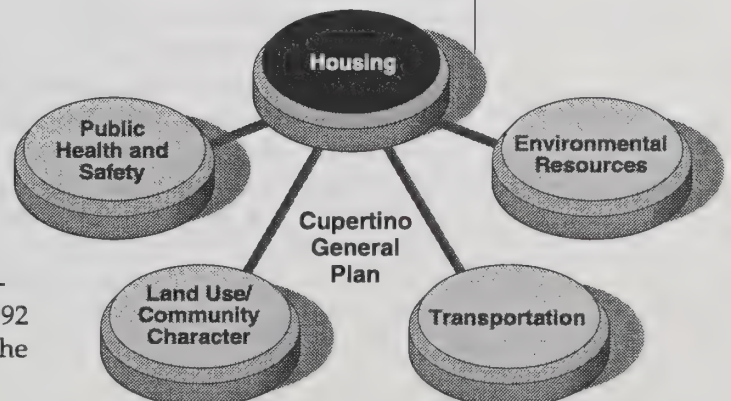 Housing
Public
Health and
Safety
Environmental
Resources
Cupertino
General
Plan
Land Use/
Community
Character
Transportation
92
he